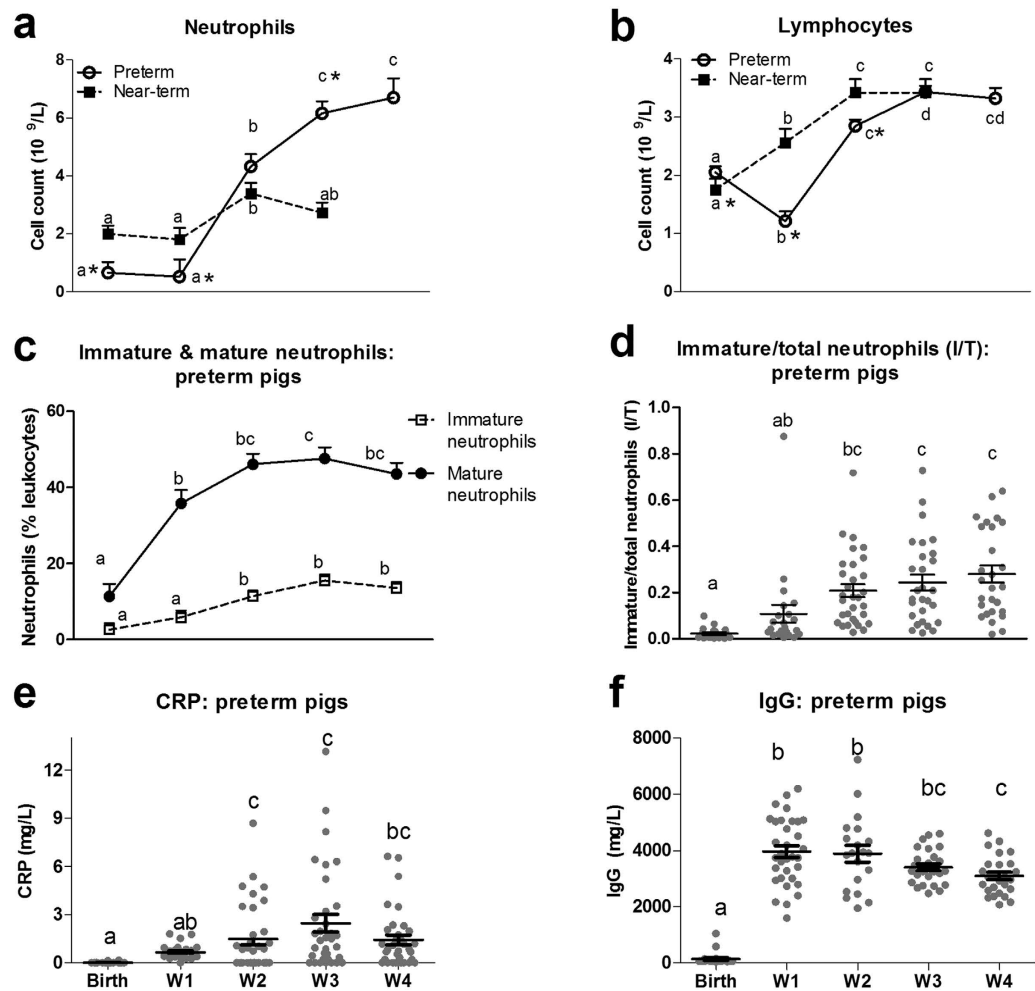 a
Neutrophils
Preterm
Near-term
Cell count (10 9/L)
8
6
4
2
0
a
a
b
c *
c
a *
a *
b
ab
b
Lymphocytes
Preterm
Near-term
Cell count (10 9/L)
4
3
2
1
0
a
b
c
c
a *
b *
c *
d
cd
c
Immature & mature neutrophils:
preterm pigs
Neutrophils (% leukocytes)
60
40
20
0
a
b
bc
c
bc
a
a
b
b
b
Immature
neutrophils
Mature
neutrophils
d
Immature/total neutrophils (I/T):
preterm pigs
Immature/total neutrophils (I/T)
1.0
0.8
0.6
0.4
0.2
0.0
a
ab
bc
c
c
e
CRP: preterm pigs
CRP (mg/L)
12
9
6
3
0
a
ab
c
c
bc
Birth W1 W2 W3 W4
f
IgG: preterm pigs
IgG (mg/L)
8000
6000
4000
2000
0
a
b
b
bc
c
Birth W1 W2 W3 W4